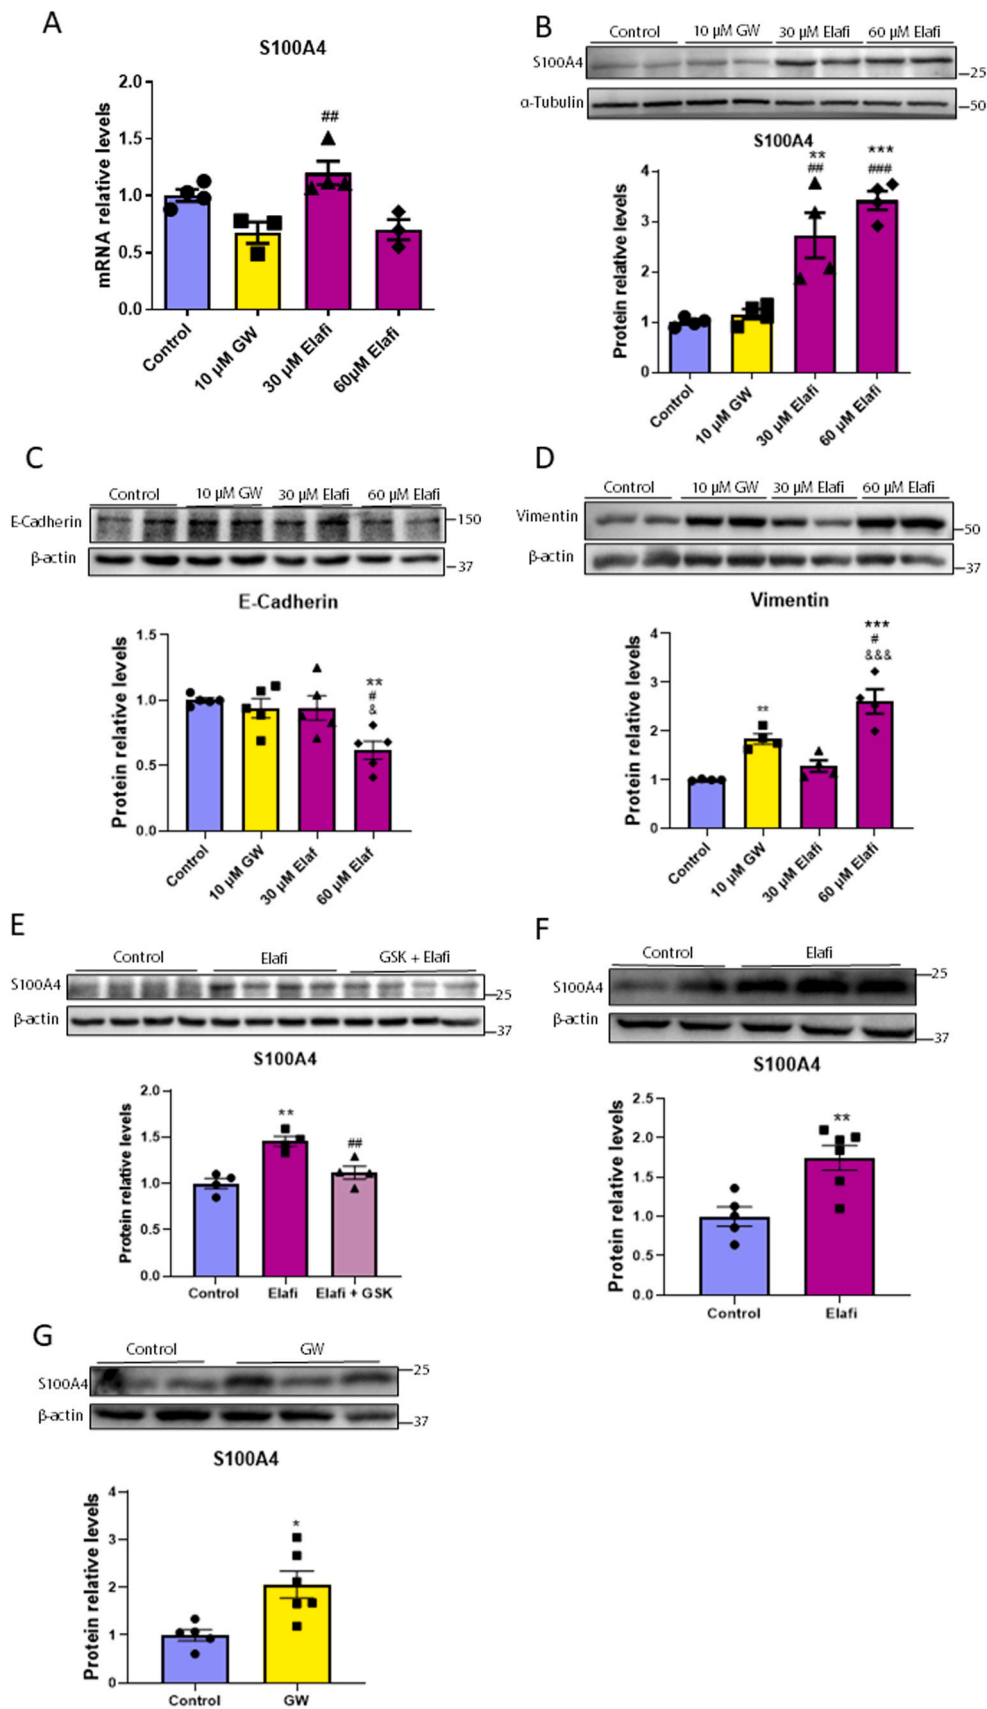 A
S100A4
mRNA relative levels
2.0
1.5
1.0
0.5
0.0
##
Control
10 µM GW
30 µM Elafi
60µM Elafi
B
Control
10 µM GW
30 µM Elafi
60 µM Elafi
S100A4
25
α-Tubulin
50
S100A4
Protein relative levels
4
3
2
1
0
**
##
***
###
Control
10 µM GW
30 µM Elafi
60 µM Elafi
C
Control
10 µM GW
30 µM Elafi
60 µM Elafi
E-Cadherin
150
β-actin
37
E-Cadherin
Protein relative levels
1.5
1.0
0.5
0.0
**
#
&
Control
10 µM GW
30 µM Elaf
60 µM Elaf
D
Control
10 µM GW
30 µM Elafi
60 µM Elafi
Vimentin
50
β-actin
37
Vimentin
Protein relative levels
4
3
2
1
0
**
***
#
&&&
Control
10 µM GW
30 µM Elafi
60 µM Elafi
E
Control
Elafi
GSK + Elafi
S100A4
25
β-actin
37
S100A4
Protein relative levels
2.0
1.5
1.0
0.5
0.0
**
##
Control
Elafi
Elafi + GSK
F
Control
Elafi
S100A4
25
β-actin
37
S100A4
Protein relative levels
2.5
2.0
1.5
1.0
0.5
0.0
**
Control
Elafi
G
Control
GW
S100A4
25
β-actin
37
S100A4
Protein relative levels
4
3
2
1
0
*
Control
GW